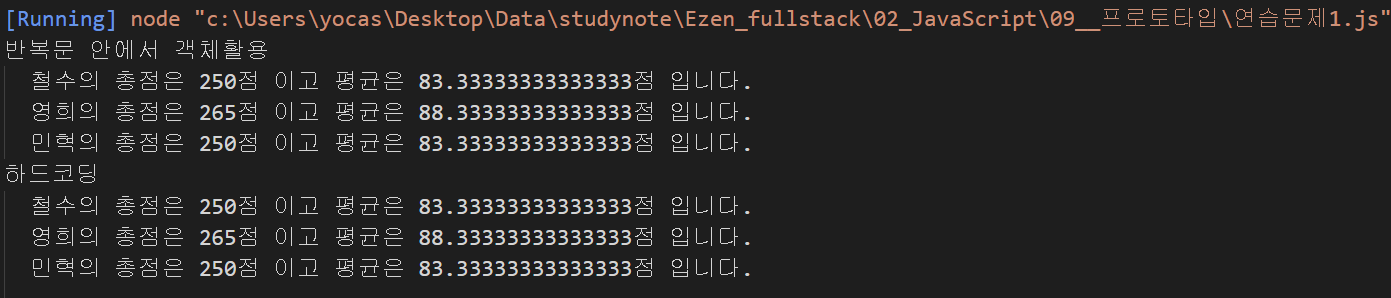 [Running] node "c:\Users\yocas\Desktop\Data\studynote\Ezen_fullstack\02_JavaScript\09__프로토타입\연습문제1.js"
반복문 안에서 객체활용
철수의 총점은 250점 이고 평균은 83.33333333333333점 입니다.
영희의 총점은 265점 이고 평균은 88.33333333333333점 입니다.
민혁의 총점은 250점 이고 평균은 83.33333333333333점 입니다.
하드코딩
철수의 총점은 250점 이고 평균은 83.33333333333333점 입니다.
영희의 총점은 265점 이고 평균은 88.33333333333333점 입니다.
민혁의 총점은 250점 이고 평균은 83.33333333333333점 입니다.